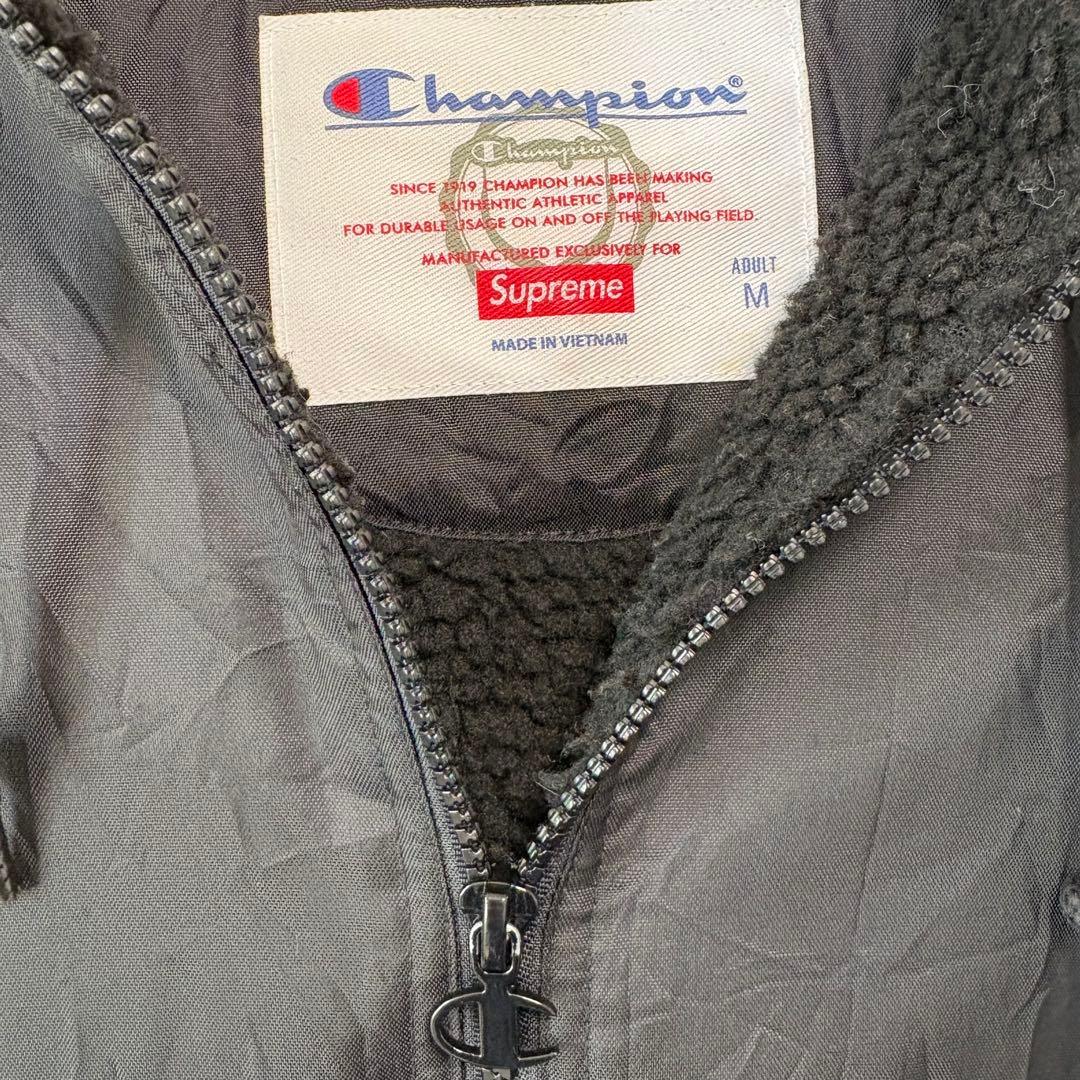 Champion®
Champion
SINCE 1919 CHAMPION HAS BEEN MAKING
AUTHENTIC ATHLETIC APPAREL
FOR DURABLE USAGE ON AND OFF THE PLAYING FIELD.
MANUFACTURED EXCLUSIVELY FOR
Supreme
ADULT
M
MADE IN VIETNAM